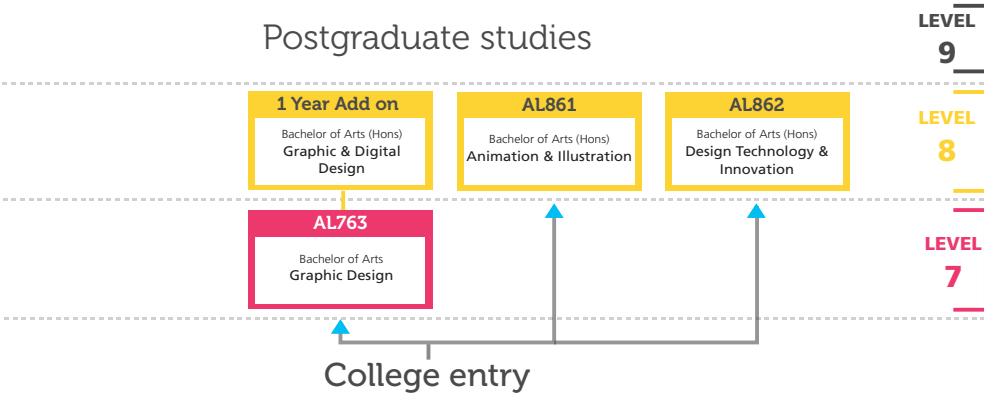 Postgraduate studies
LEVEL
9
1 Year Add on
Bachelor of Arts (Hons)
Graphic & Digital
Design
AL861
Bachelor of Arts (Hons)
Animation & Illustration
AL862
Bachelor of Arts (Hons)
Design Technology &
Innovation
LEVEL
8
AL763
Bachelor of Arts
Graphic Design
LEVEL
7
College entry